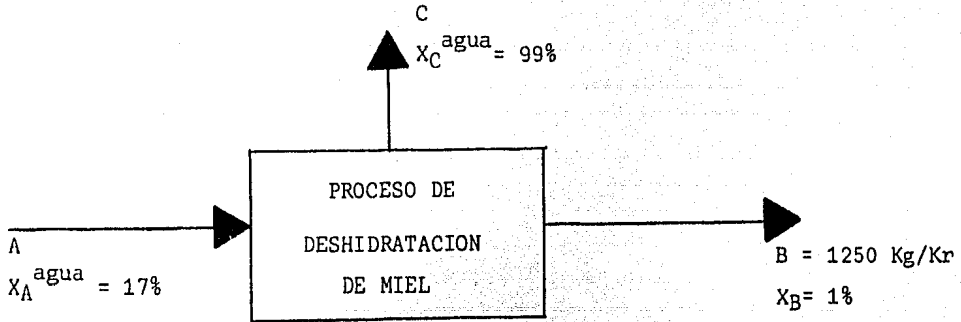 C
X_C^agua = 99%
PROCESO DE
DESHIDRATACION
DE MIEL
A
X_A^agua = 17%
B = 1250 Kg/Kr
X_B= 1%